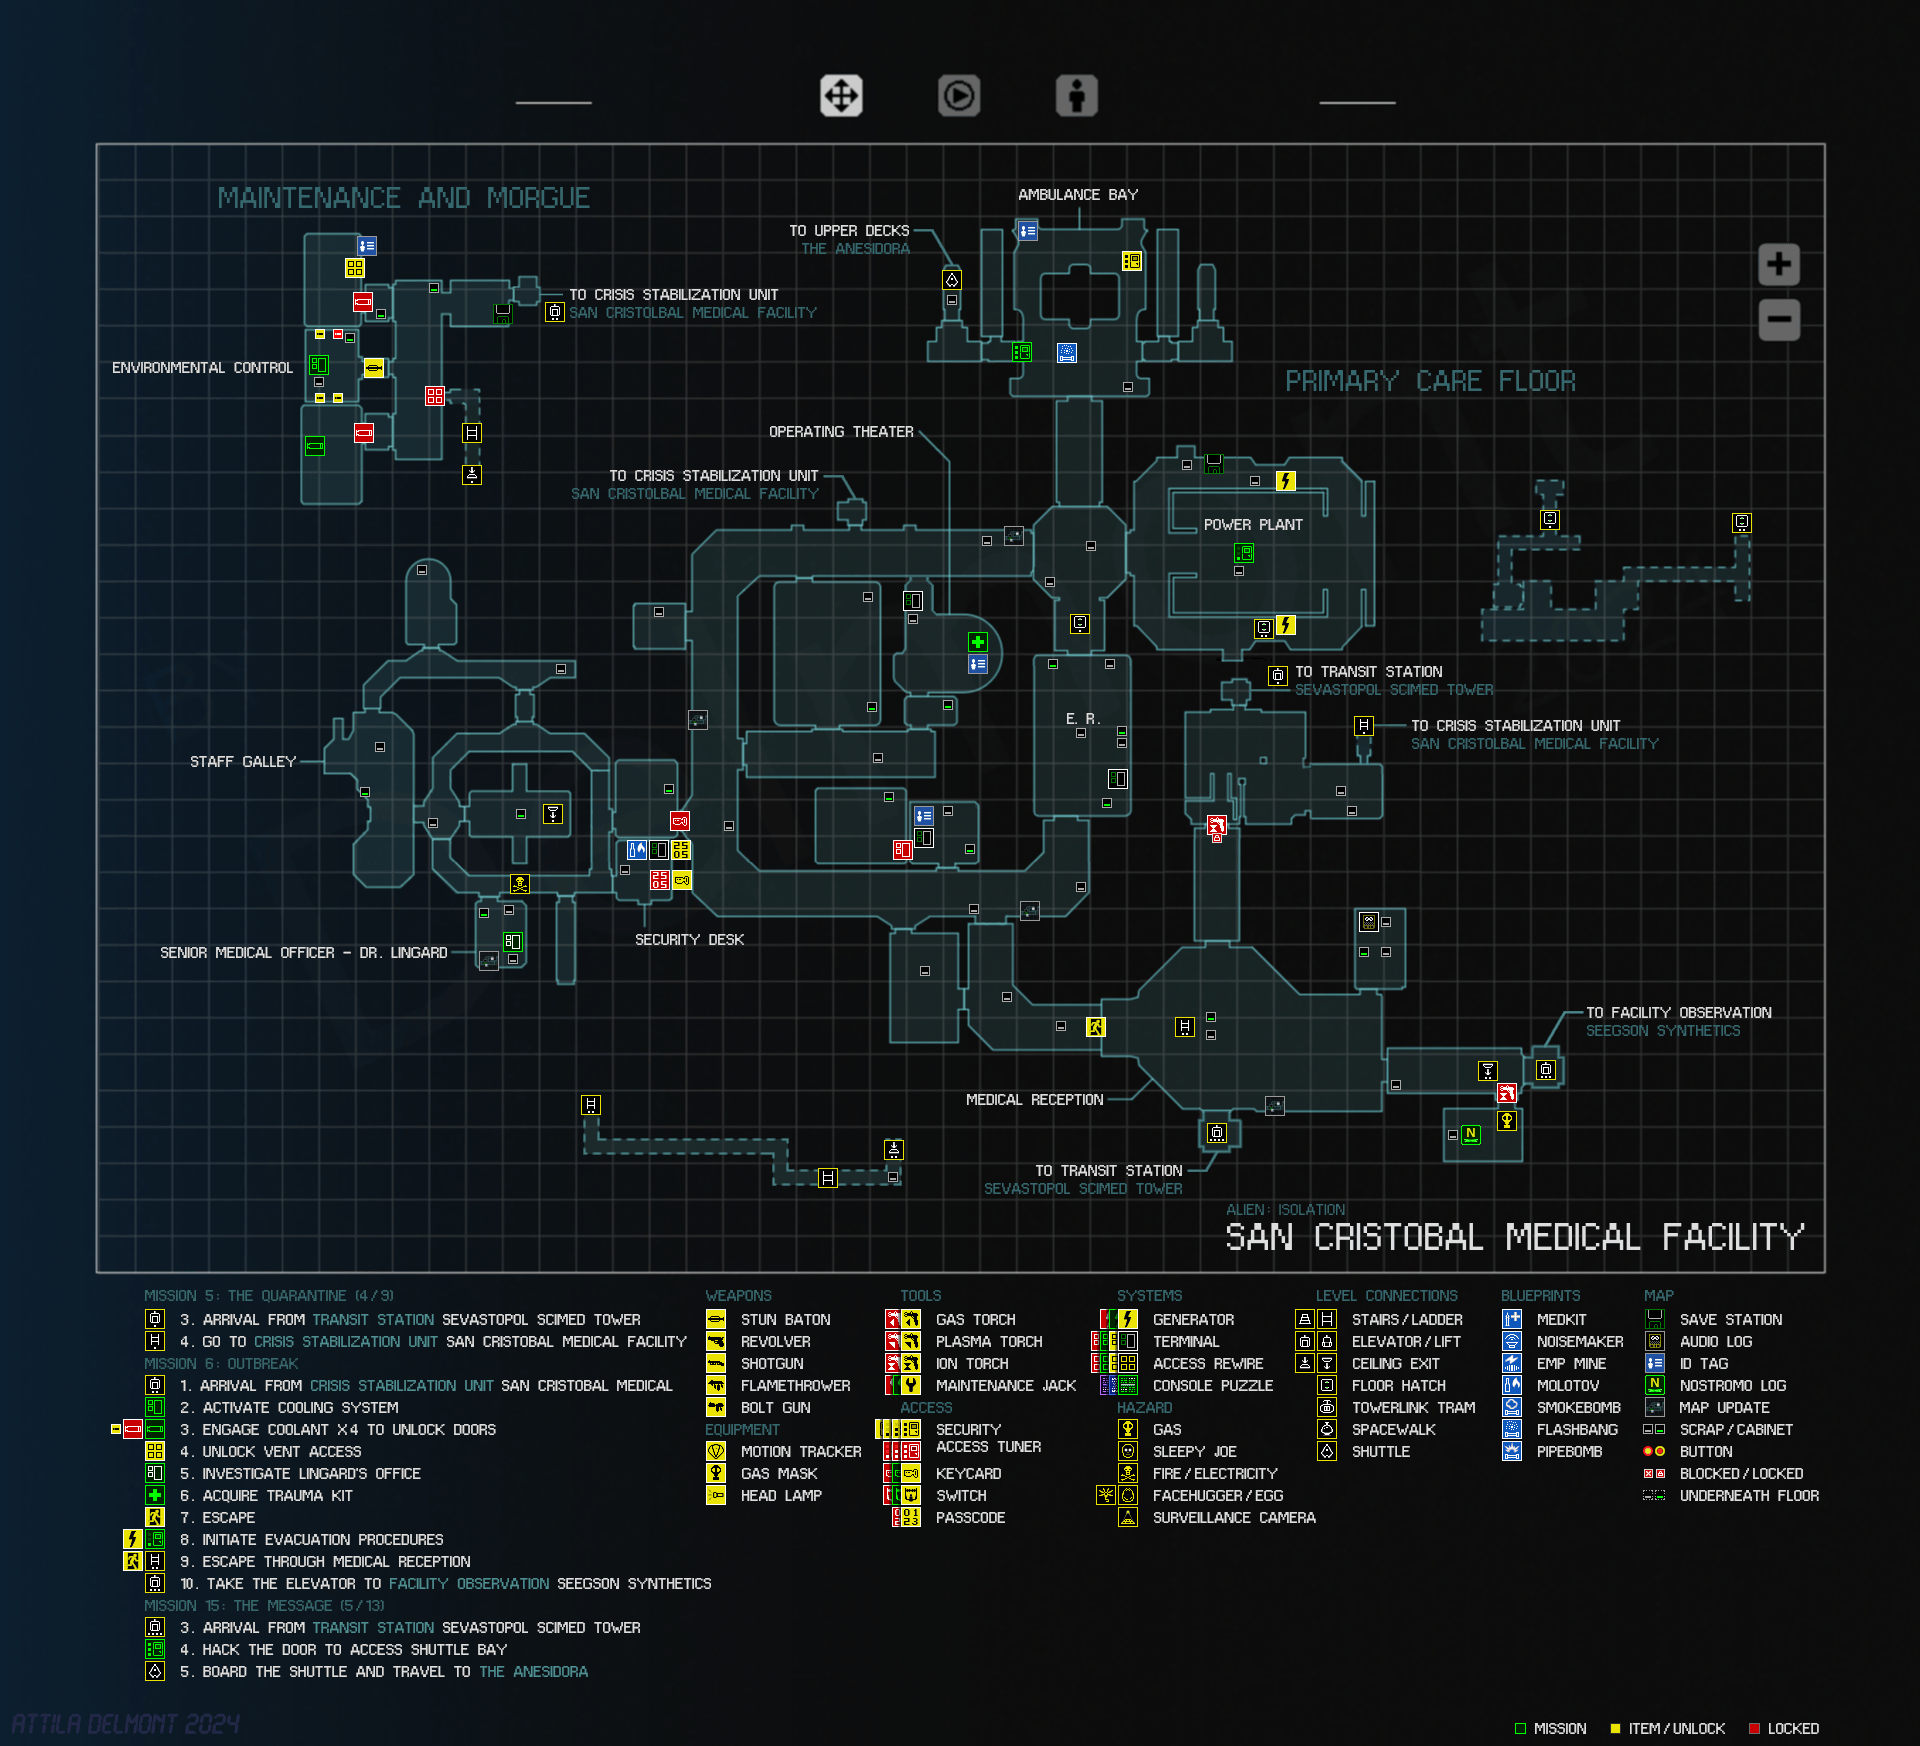 MAINTENANCE AND MORGUE
AMBULANCE BAY
TO UPPER DECKS
THE ANESIDORA
TO CRISIS STABILIZATION UNIT
SAN CRISTOLBAL MEDICAL FACILITY
ENVIRONMENTAL CONTROL
PRIMARY CARE FLOOR
OPERATING THEATER
TO CRISIS STABILIZATION UNIT
SAN CRISTOLBAL MEDICAL FACILITY
POWER PLANT
TO TRANSIT STATION
SEVASTOPOL SCIMED TOWER
E.R.
TO CRISIS STABILIZATION UNIT
SAN CRISTOLBAL MEDICAL FACILITY
STAFF GALLEY
25
05
25
05
SECURITY DESK
SENIOR MEDICAL OFFICER - DR. LINGARD
TO FACILITY OBSERVATION
SEEGSON SYNTHETICS
MEDICAL RECEPTION
N
TO TRANSIT STATION
SEVASTOPOL SCIMED TOWER
ALIEN: ISOLATION
SAN CRISTOBAL MEDICAL FACILITY
MISSION 5: THE QUARANTINE (4/9)
3. ARRIVAL FROM TRANSIT STATION SEVASTOPOL SCIMED TOWER
4. GO TO CRISIS STABILIZATION UNIT SAN CRISTOBAL MEDICAL FACILITY
MISSION 6: OUTBREAK
1. ARRIVAL FROM CRISIS STABILIZATION UNIT SAN CRISTOBAL MEDICAL
2. ACTIVATE COOLING SYSTEM
3. ENGAGE COOLANT X4 TO UNLOCK DOORS
4. UNLOCK VENT ACCESS
5. INVESTIGATE LINGARD'S OFFICE
6. ACQUIRE TRAUMA KIT
7. ESCAPE
8. INITIATE EVACUATION PROCEDURES
9. ESCAPE THROUGH MEDICAL RECEPTION
10. TAKE THE ELEVATOR TO FACILITY OBSERVATION SEEGSON SYNTHETICS
MISSION 15: THE MESSAGE (5/13)
3. ARRIVAL FROM TRANSIT STATION SEVASTOPOL SCIMED TOWER
4. HACK THE DOOR TO ACCESS SHUTTLE BAY
5. BOARD THE SHUTTLE AND TRAVEL TO THE ANESIDORA
WEAPONS
STUN BATON
REVOLVER
SHOTGUN
FLAMETHROWER
BOLT GUN
EQUIPMENT
MOTION TRACKER
GAS MASK
HEAD LAMP
TOOLS
GAS TORCH
PLASMA TORCH
ION TORCH
MAINTENANCE JACK
ACCESS
SECURITY
ACCESS TUNER
KEYCARD
SWITCH
01
23
PASSCODE
SYSTEMS
GENERATOR
TERMINAL
ACCESS REWIRE
CONSOLE PUZZLE
HAZARD
GAS
SLEEPY JOE
FIRE/ELECTRICITY
FACEHUGGER/EGG
SURVEILLANCE CAMERA
LEVEL CONNECTIONS
STAIRS/LADDER
ELEVATOR/LIFT
CEILING EXIT
FLOOR HATCH
TOWERLINK TRAM
SPACEWALK
SHUTTLE
BLUEPRINTS
MEDKIT
NOISEMAKER
EMP MINE
MOLOTOV
SMOKEBOMB
FLASHBANG
PIPEBOMB
MAP
SAVE STATION
AUDIO LOG
ID TAG
N
NOSTROMO LOG
MAP UPDATE
SCRAP/CABINET
BUTTON
BLOCKED/LOCKED
UNDERNEATH FLOOR
ATTILA DELMONT 2024
MISSION
ITEM/UNLOCK
LOCKED